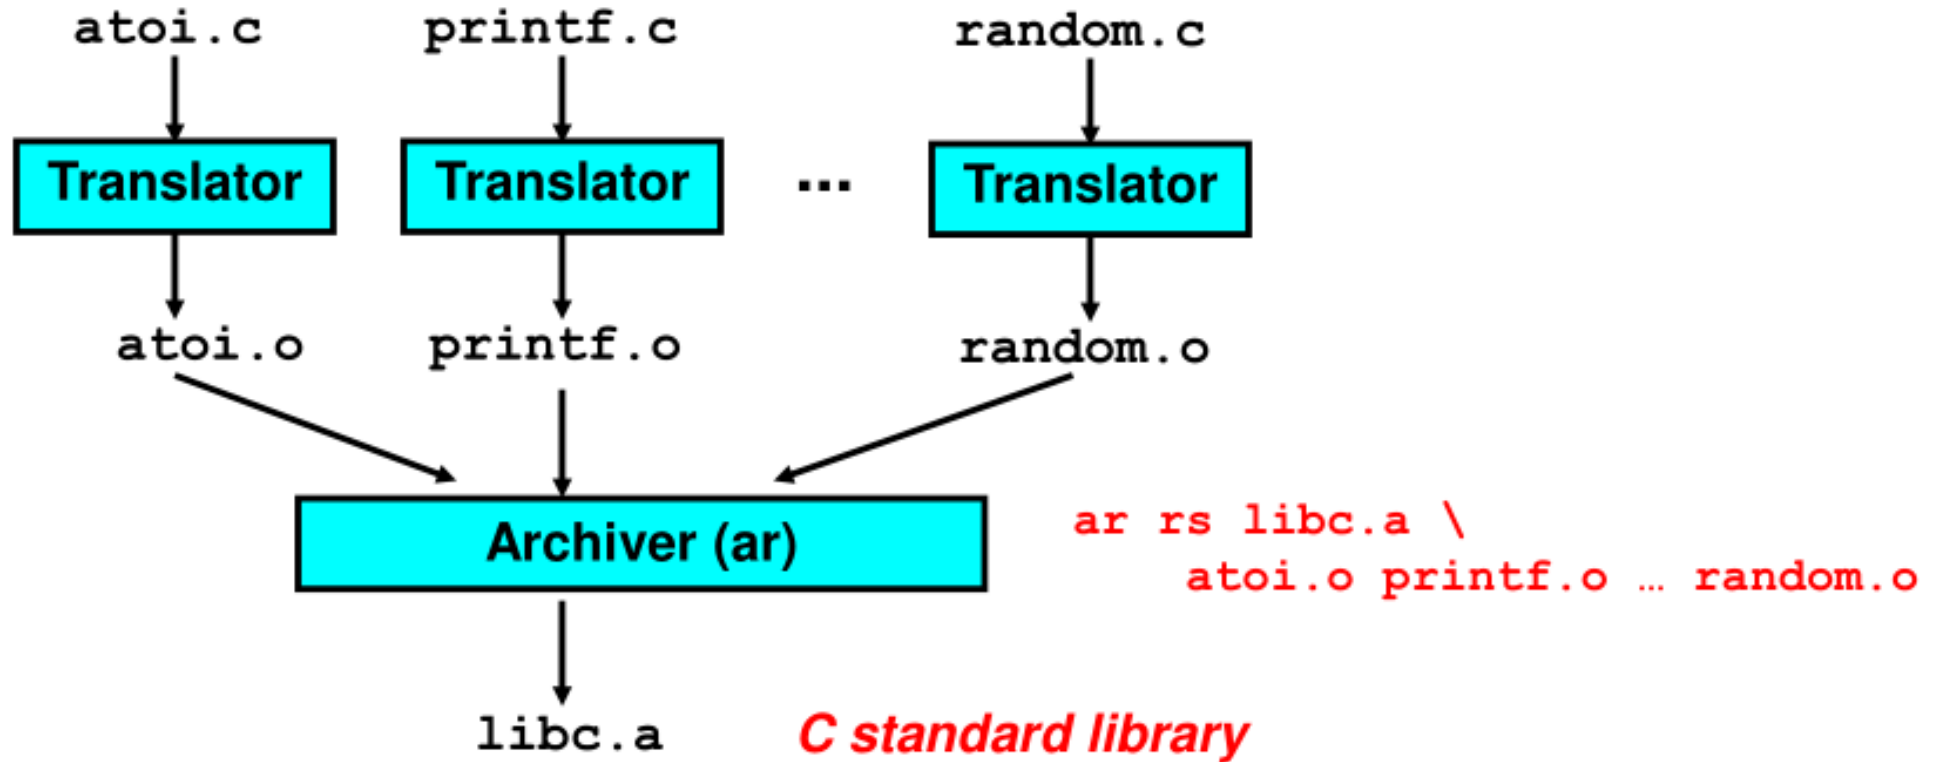 atoi.c printf.c random.c
Translator Translator ... Translator
atoi.o printf.o random.o
Archiver (ar)
ar rs libc.a \
atoi.o printf.o … random.o
libc.a C standard library